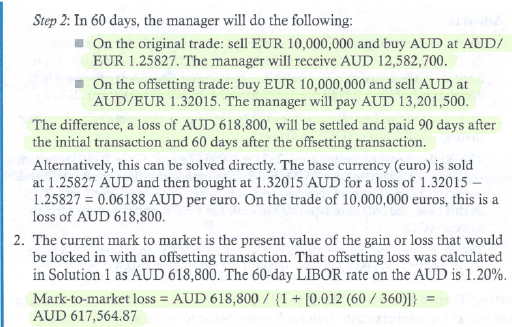 Step 2: In 60 days, the manager will do the following:
■ On the original trade: sell EUR 10,000,000 and buy AUD at AUD/
EUR 1.25827. The manager will receive AUD 12,582,700.
■ On the offsetting trade: buy EUR 10,000,000 and sell AUD at
AUD/EUR 1.32015. The manager will pay AUD 13,201,500.
The difference, a loss of AUD 618,800, will be settled and paid 90 days after
the initial transaction and 60 days after the offsetting transaction.
Alternatively, this can be solved directly. The base currency (euro) is sold
at 1.25827 AUD and then bought at 1.32015 AUD for a loss of 1.32015 –
1.25827 = 0.06188 AUD per euro. On the trade of 10,000,000 euros, this is a
loss of AUD 618,800.
2. The current mark to market is the present value of the gain or loss that would
be locked in with an offsetting transaction. That offsetting loss was calculated
in Solution 1 as AUD 618,800. The 60-day LIBOR rate on the AUD is 1.20%.
Mark-to-market loss = AUD 618,800 / {1 + [0.012 (60 / 360)]} =
AUD 617,564.87